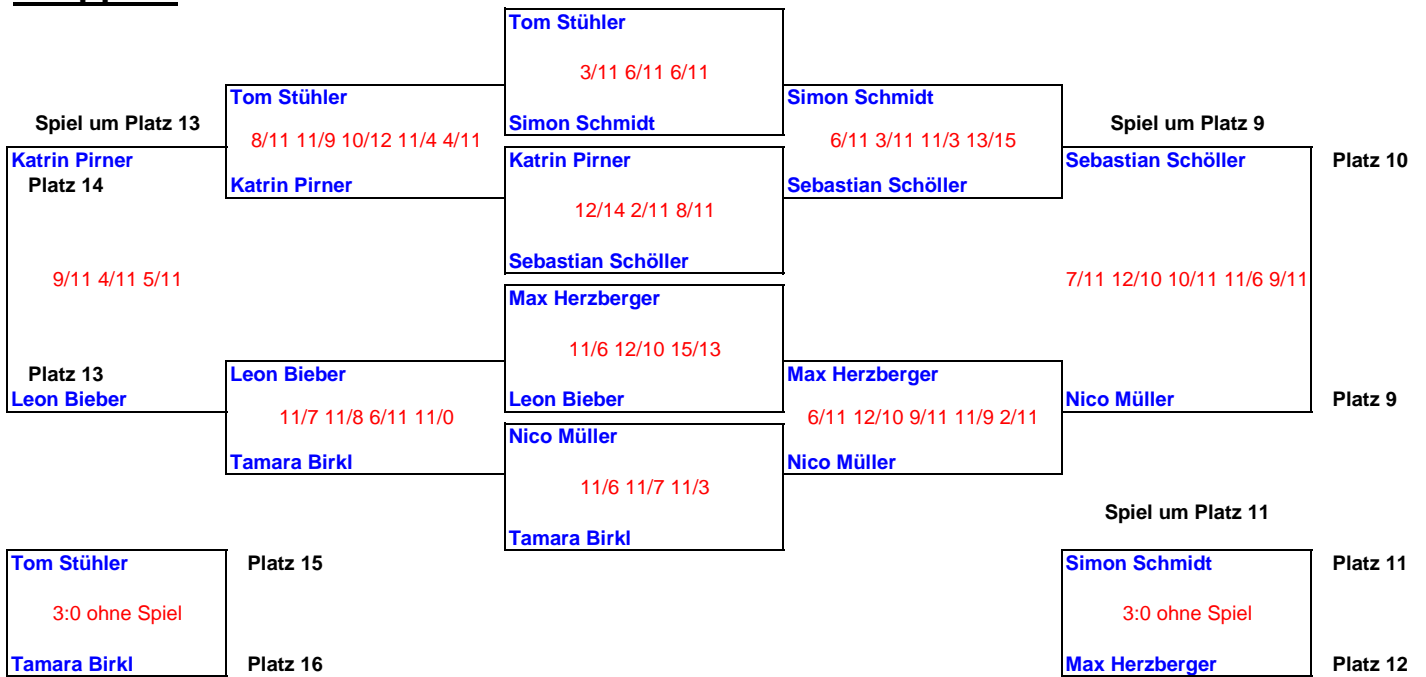 Tom Stühler
3/11 6/11 6/11
Simon Schmidt
Tom Stühler
8/11 11/9 10/12 11/4 4/11
Katrin Pirner
Simon Schmidt
6/11 3/11 11/3 13/15
Sebastian Schöller
Spiel um Platz 13
Spiel um Platz 9
Katrin Pirner
Platz 14
Katrin Pirner
12/14 2/11 8/11
Sebastian Schöller
Sebastian Schöller
Platz 10
9/11 4/11 5/11
7/11 12/10 10/11 11/6 9/11
Max Herzberger
11/6 12/10 15/13
Leon Bieber
Platz 13
Leon Bieber
Leon Bieber
11/7 11/8 6/11 11/0
Tamara Birkl
Max Herzberger
6/11 12/10 9/11 11/9 2/11
Nico Müller
Nico Müller
Platz 9
Nico Müller
11/6 11/7 11/3
Tamara Birkl
Spiel um Platz 11
Tom Stühler
Platz 15
3:0 ohne Spiel
Tamara Birkl
Platz 16
Simon Schmidt
Platz 11
3:0 ohne Spiel
Max Herzberger
Platz 12